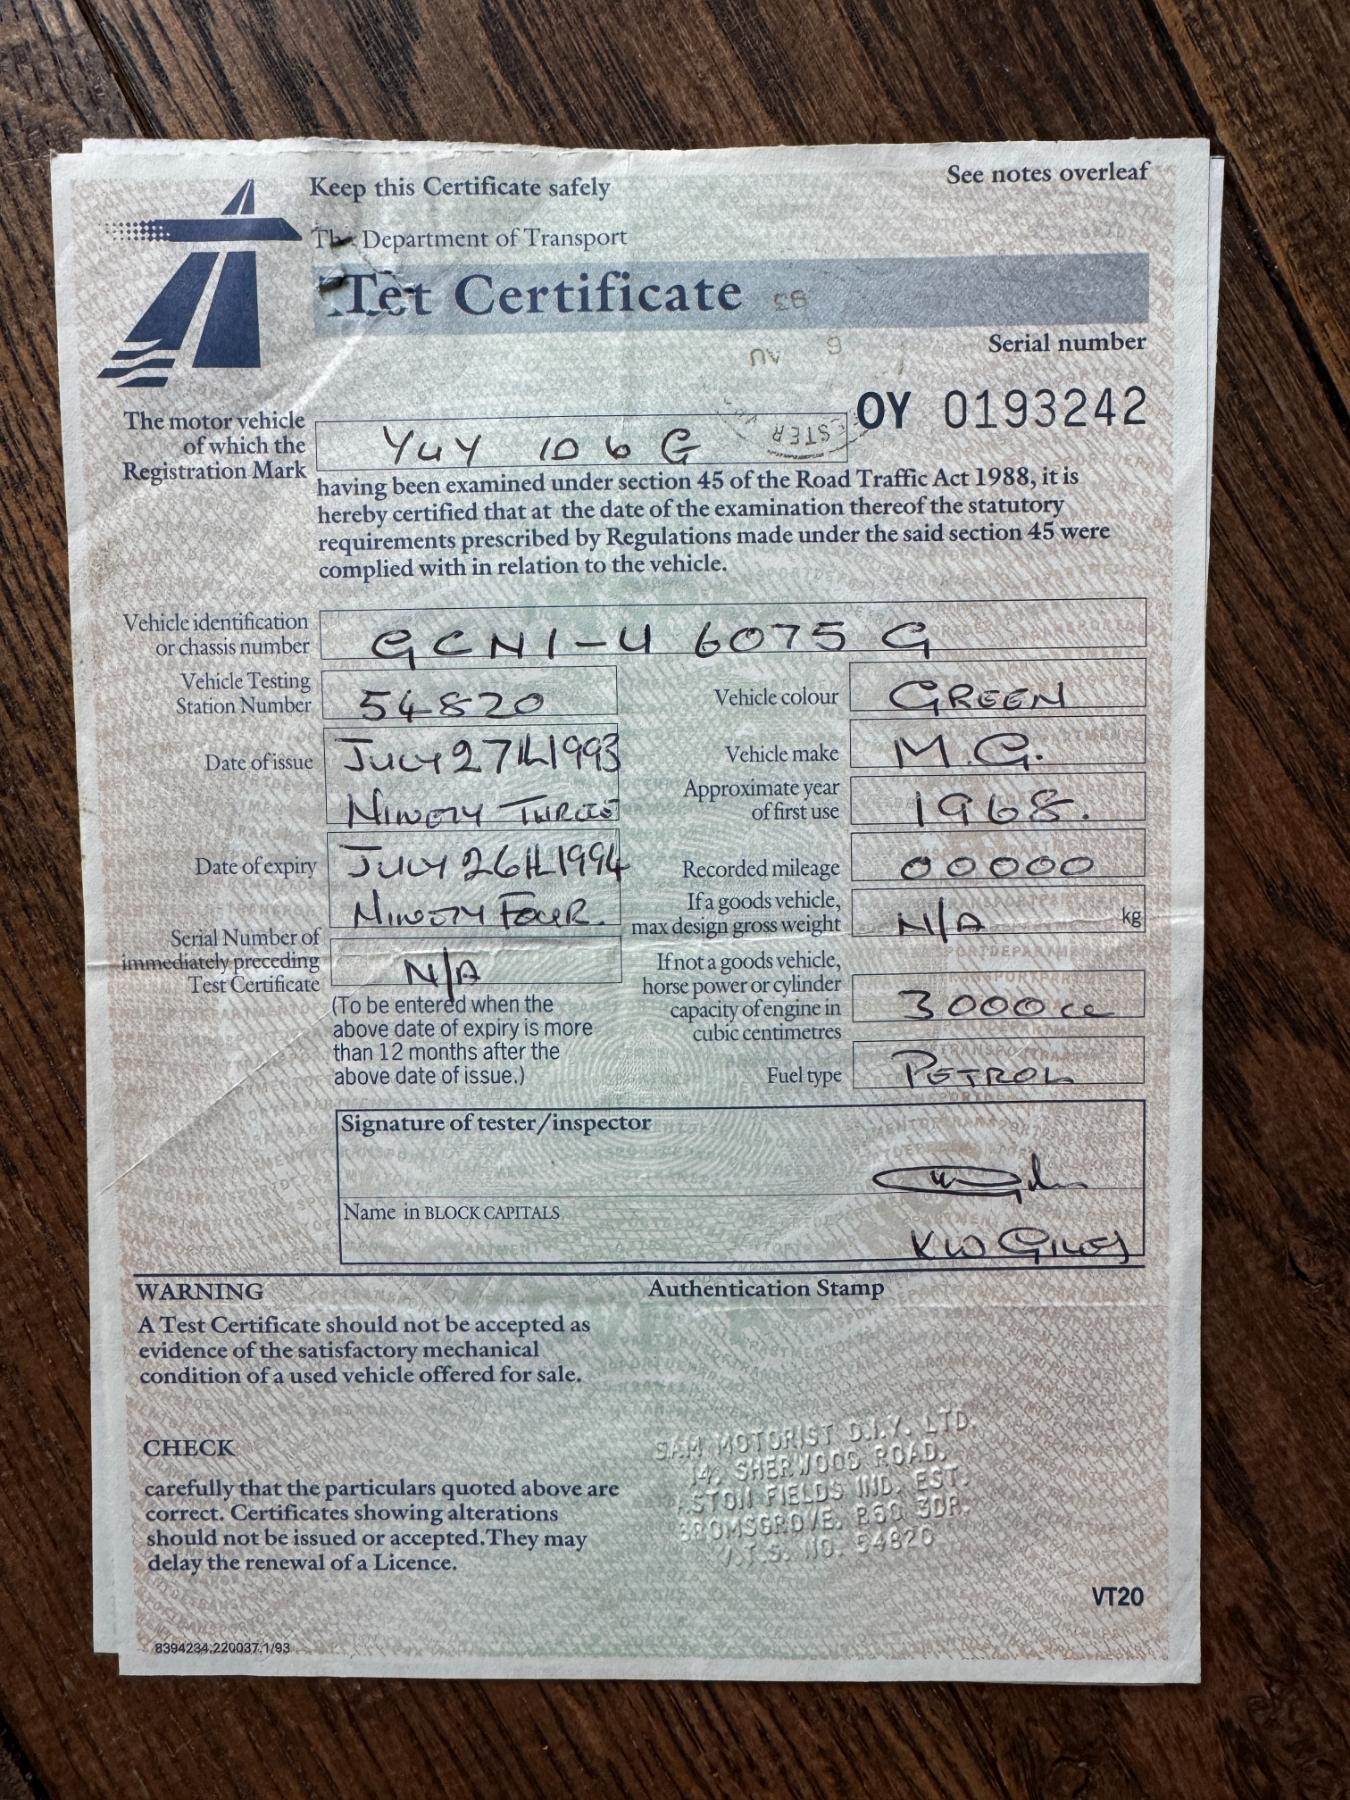 Keep this Certificate safely
See notes overleaf
The Department of Transport
Tet Certificate
Serial number
OY 0193242
The motor vehicle
of which the
Registration Mark
YUY 106 G
STER
having been examined under section 45 of the Road Traffic Act 1988, it is
hereby certified that at the date of the examination thereof the statutory
requirements prescribed by Regulations made under the said section 45 were
complied with in relation to the vehicle.
Vehicle identification
or chassis number
GCN1-U 6075 G
Vehicle Testing
Station Number
54820
Vehicle colour
GREEN
Date of issue
JULY 27th 1993
NINETY THREE
Vehicle make
M.G.
Approximate year
of first use
1968.
Date of expiry
JULY 26th 1994
NINETY FOUR.
Recorded mileage
00000
If a goods vehicle,
max design gross weight
N/A kg
Serial Number of
immediately preceding
Test Certificate
N/A
(To be entered when the
above date of expiry is more
than 12 months after the
above date of issue.)
If not a goods vehicle,
horse power or cylinder
capacity of engine in
cubic centimetres
3000cc
Fuel type
PETROL
Signature of tester/inspector
Name in BLOCK CAPITALS
KW GILES
WARNING
A Test Certificate should not be accepted as
evidence of the satisfactory mechanical
condition of a used vehicle offered for sale.
Authentication Stamp
CHECK
carefully that the particulars quoted above are
correct. Certificates showing alterations
should not be issued or accepted. They may
delay the renewal of a Licence.
MOTORIST D.I.Y. LTD.
14, SHERWOOD ROAD,
ASTON FIELDS IND. EST.
BROMSGROVE. B60 3DR.
V.T.S. NO. 54820
VT20
8394234.220037.1/93